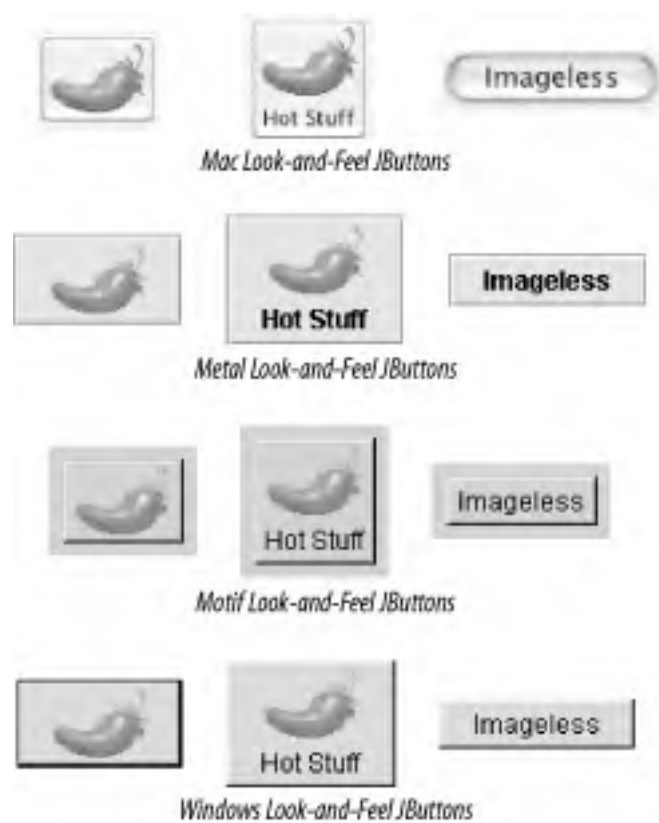 Hot Stuff
Imageless
Mac Look-and-Feel JButtons
Hot Stuff
Imageless
Metal Look-and-Feel JButtons
Hot Stuff
Imageless
Motif Look-and-Feel JButtons
Hot Stuff
Imageless
Windows Look-and-Feel JButtons